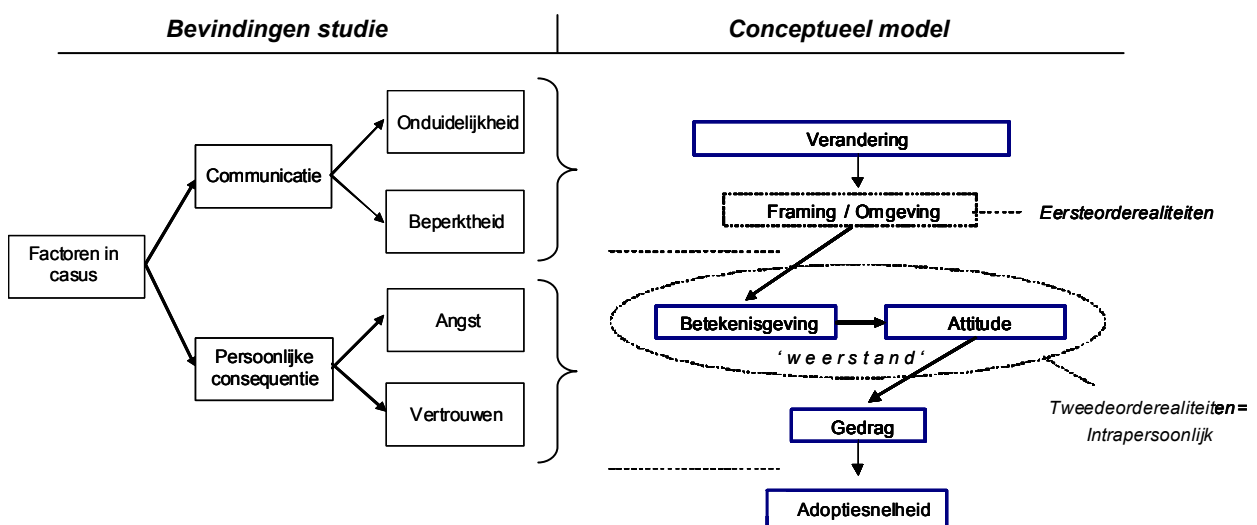 Bevindingen studie
Conceptueel model
Factoren in
casus
Communicatie
Persoonlijke
consequentie
Onduidelijkheid
Beperktheid
Angst
Vertrouwen
Verandering
Framing / Omgeving
Eersteorderealiteiten
Betekenisgeving
Attitude
'weerstand'
Tweedeorderealiteiten=
Intrapersoonlijk
Gedrag
Adoptiesnelheid